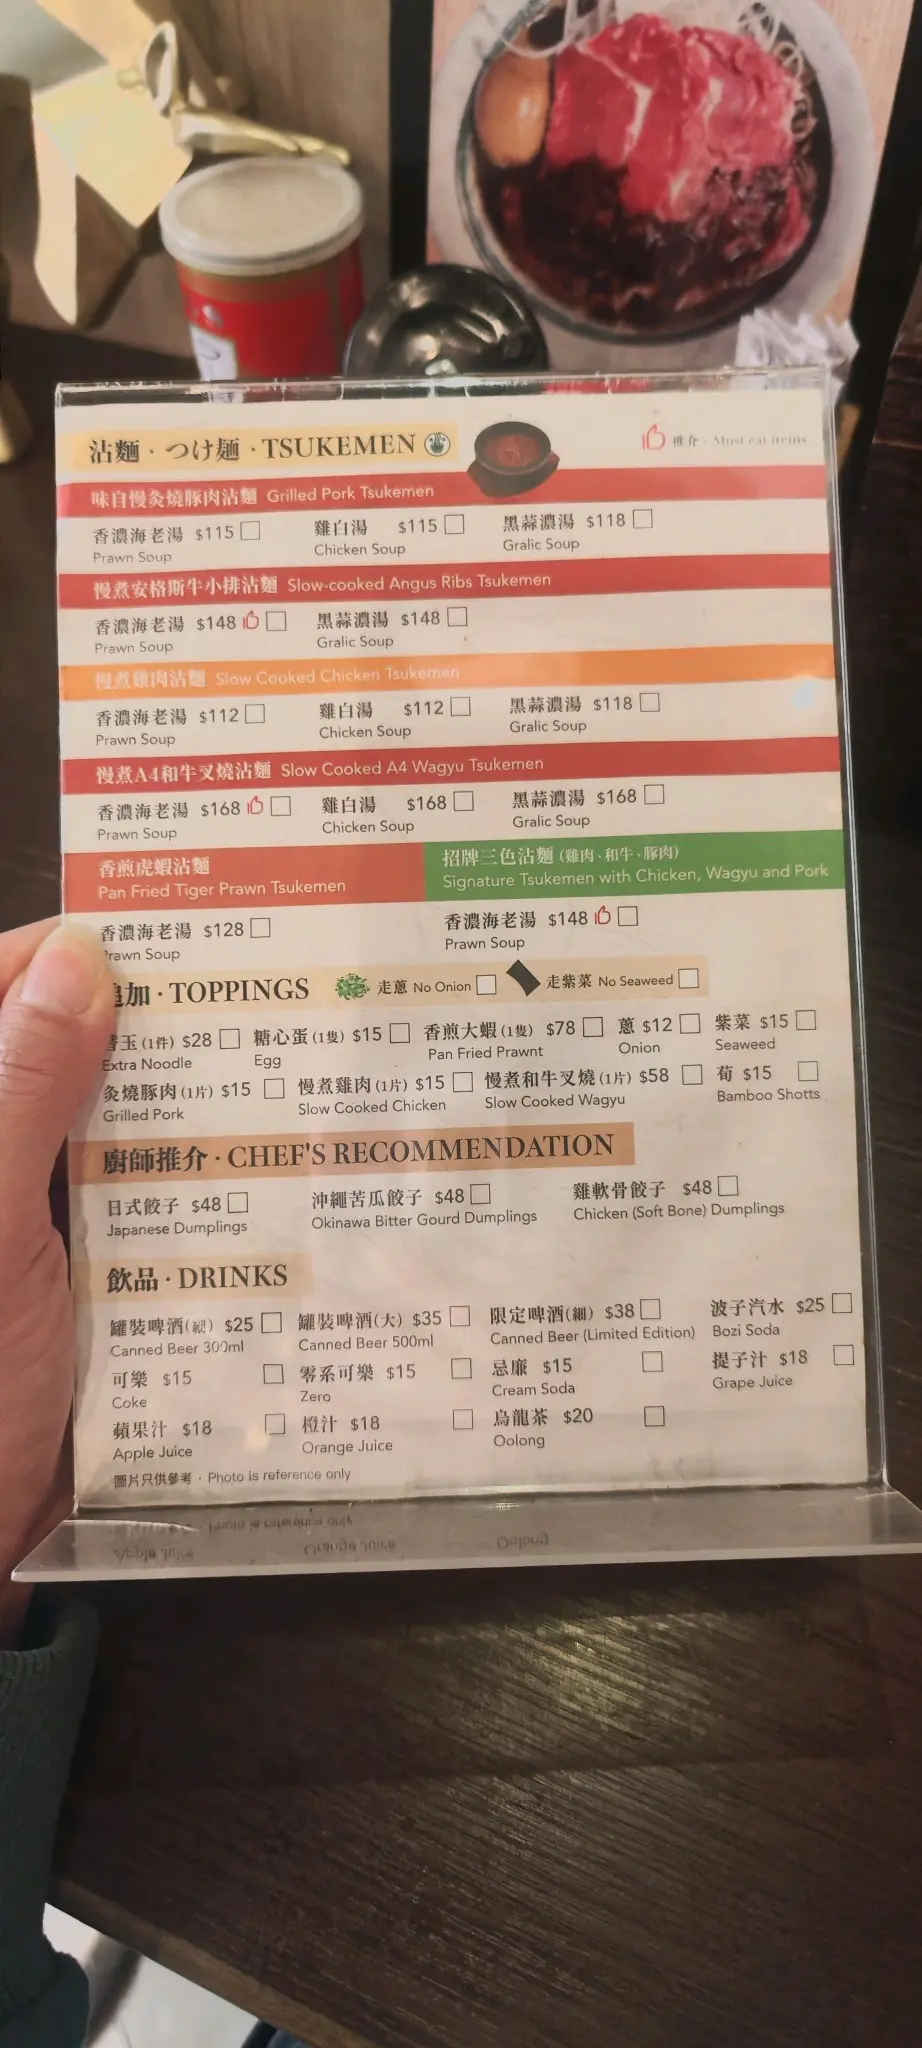 沾麵 · つけ麺 · TSUKEMEN
推介 · Must eat items
味自慢灸燒豚肉沾麵 Grilled Pork Tsukemen
香濃海老湯 $115 雞白湯 $115 黑蒜濃湯 $118
Prawn Soup Chicken Soup Gralic Soup
慢煮安格斯牛小排沾麵 Slow-cooked Angus Ribs Tsukemen
香濃海老湯 $148 黑蒜濃湯 $148
Prawn Soup Gralic Soup
慢煮雞肉沾麵 Slow Cooked Chicken Tsukemen
香濃海老湯 $112 雞白湯 $112 黑蒜濃湯 $118
Prawn Soup Chicken Soup Gralic Soup
慢煮A4和牛叉燒沾麵 Slow Cooked A4 Wagyu Tsukemen
香濃海老湯 $168 雞白湯 $168 黑蒜濃湯 $168
Prawn Soup Chicken Soup Gralic Soup
香煎虎蝦沾麵 招牌三色沾麵 (雞肉·和牛·豚肉)
Pan Fried Tiger Prawn Tsukemen Signature Tsukemen with Chicken, Wagyu and Pork
香濃海老湯 $128 香濃海老湯 $148
Prawn Soup Prawn Soup
追加 · TOPPINGS 走蔥 No Onion 走紫菜 No Seaweed
替玉 (1件) $28 糖心蛋 (1隻) $15 香煎大蝦 (1隻) $78 蔥 $12 紫菜 $15
Extra Noodle Egg Pan Fried Prawnt Onion Seaweed
灸燒豚肉 (1片) $15 慢煮雞肉 (1片) $15 慢煮和牛叉燒 (1片) $58 荀 $15
Grilled Pork Slow Cooked Chicken Slow Cooked Wagyu Bamboo Shotts
廚師推介 · CHEF'S RECOMMENDATION
日式餃子 $48 沖繩苦瓜餃子 $48 雞軟骨餃子 $48
Japanese Dumplings Okinawa Bitter Gourd Dumplings Chicken (Soft Bone) Dumplings
飲品 · DRINKS
罐裝啤酒(細) $25 罐裝啤酒(大) $35 限定啤酒(細) $38 波子汽水 $25
Canned Beer 300ml Canned Beer 500ml Canned Beer (Limited Edition) Bozi Soda
可樂 $15 零系可樂 $15 忌廉 $15 提子汁 $18
Coke Zero Cream Soda Grape Juice
蘋果汁 $18 橙汁 $18 烏龍茶 $20
Apple Juice Orange Juice Oolong
圖片只供參考 · Photo is reference only